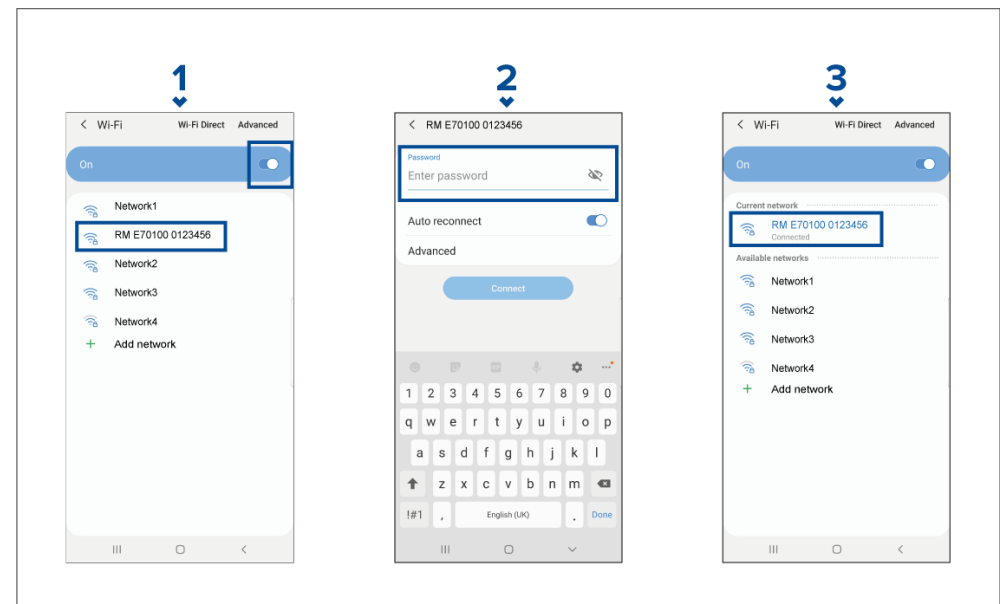 1
2
3
Wi-Fi Wi-Fi Direct Advanced
On
Network1
RM E70100 0123456
Network2
Network3
Network4
+ Add network
RM E70100 0123456
Password
Enter password
Auto reconnect
Advanced
Connect
1 2 3 4 5 6 7 8 9 0
q w e r t y u i o p
a s d f g h j k l
z x c v b n m
!#1 , English (UK) . Done
Wi-Fi Wi-Fi Direct Advanced
On
Current network
RM E70100 0123456
Connected
Available networks
Network1
Network2
Network3
Network4
+ Add network